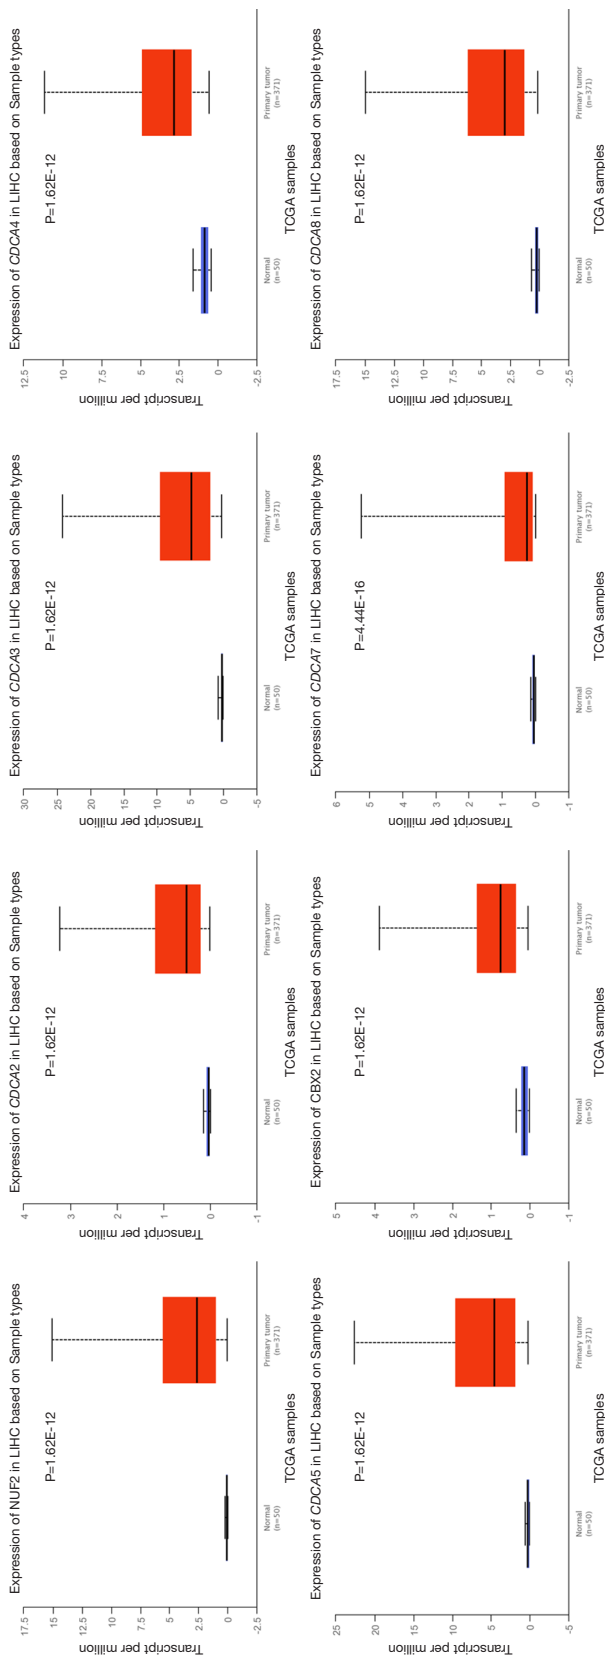 Expression of NUF2 in LIHC based on Sample types
P=1.62E-12
Transcript per million
17.5
15
12.5
10
7.5
5
2.5
0
-2.5
Normal
(n=50)
Primary tumor
(n=371)
TCGA samples
Expression of CDCA2 in LIHC based on Sample types
P=1.62E-12
Transcript per million
4
3
2
1
0
-1
Normal
(n=50)
Primary tumor
(n=371)
TCGA samples
Expression of CDCA3 in LIHC based on Sample types
P=1.62E-12
Transcript per million
30
25
20
15
10
5
0
-5
Normal
(n=50)
Primary tumor
(n=371)
TCGA samples
Expression of CDCA4 in LIHC based on Sample types
P=1.62E-12
Transcript per million
12.5
10
7.5
5
2.5
0
-2.5
Normal
(n=50)
Primary tumor
(n=371)
TCGA samples
Expression of CDCA5 in LIHC based on Sample types
P=1.62E-12
Transcript per million
25
20
15
10
5
0
-5
Normal
(n=50)
Primary tumor
(n=371)
TCGA samples
Expression of CBX2 in LIHC based on Sample types
P=1.62E-12
Transcript per million
5
4
3
2
1
0
-1
Normal
(n=50)
Primary tumor
(n=371)
TCGA samples
Expression of CDCA7 in LIHC based on Sample types
P=4.44E-16
Transcript per million
6
5
4
3
2
1
0
-1
Normal
(n=50)
Primary tumor
(n=371)
TCGA samples
Expression of CDCA8 in LIHC based on Sample types
P=1.62E-12
Transcript per million
17.5
15
12.5
10
7.5
5
2.5
0
-2.5
Normal
(n=50)
Primary tumor
(n=371)
TCGA samples